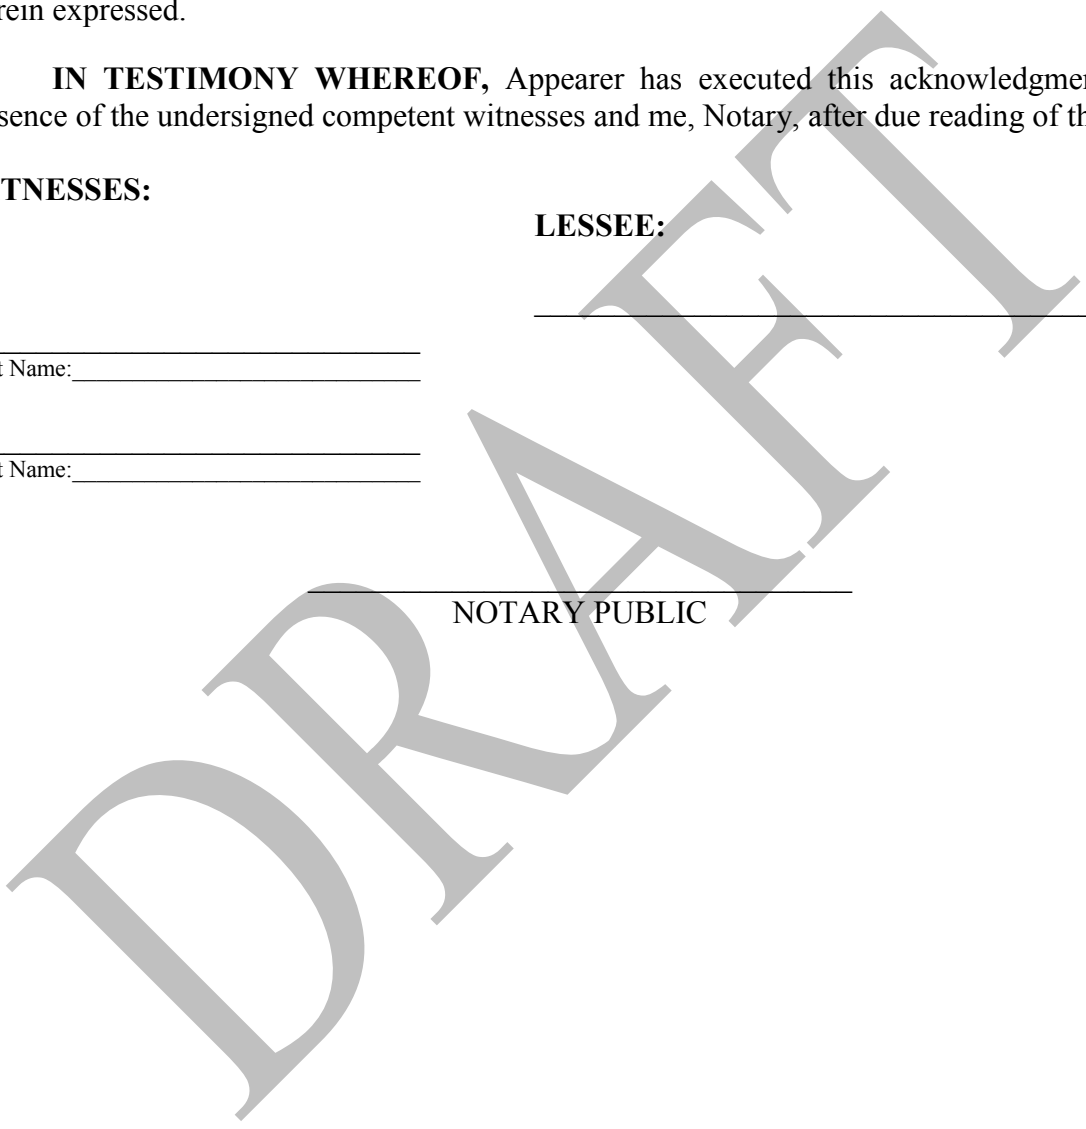 rein expressed.
IN TESTIMONY WHEREOF, Appearer has executed this acknowledgmen
sence of the undersigned competent witnesses and me, Notary, after due reading of th
TNESSES:
LESSEE:
t Name:
t Name:
NOTARY PUBLIC
DRAFT